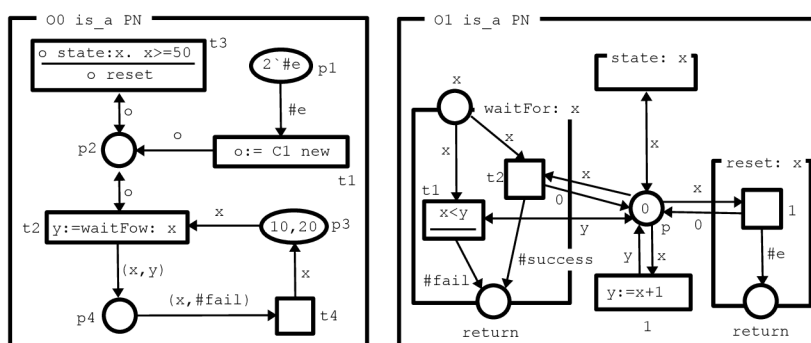 O0 is_a PN
o state:x. x>=50
o reset
t3
2`#e
p1
o
#e
p2
o
o:= C1 new
t1
o
x
t2
y:=waitFow: x
10,20
p3
(x,y)
x
(x,#fail)
p4
t4
O1 is_a PN
state: x
x
waitFor: x
x
x
x
reset: x
t1
t2
x
x
0
x<y
0
p
0
1
y
#fail
#success
y
x
#e
y:=x+1
return
1
return